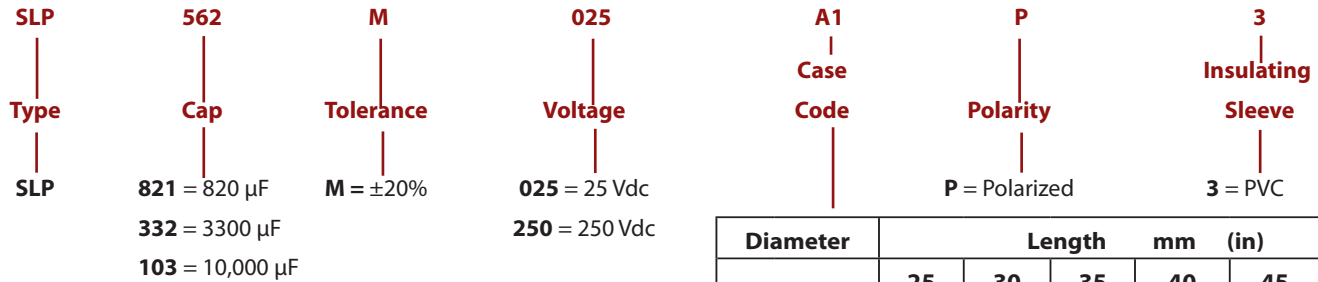 SLP 562 M 025 A1 P 3
Case Insulating
Type Cap Tolerance Voltage Code Polarity Sleeve
SLP 821 = 820 µF M = ±20% 025 = 25 Vdc P = Polarized 3 = PVC
332 = 3300 µF 250 = 250 Vdc
Diameter Length mm (in)
103 = 10,000 µF
25 30 35 40 45